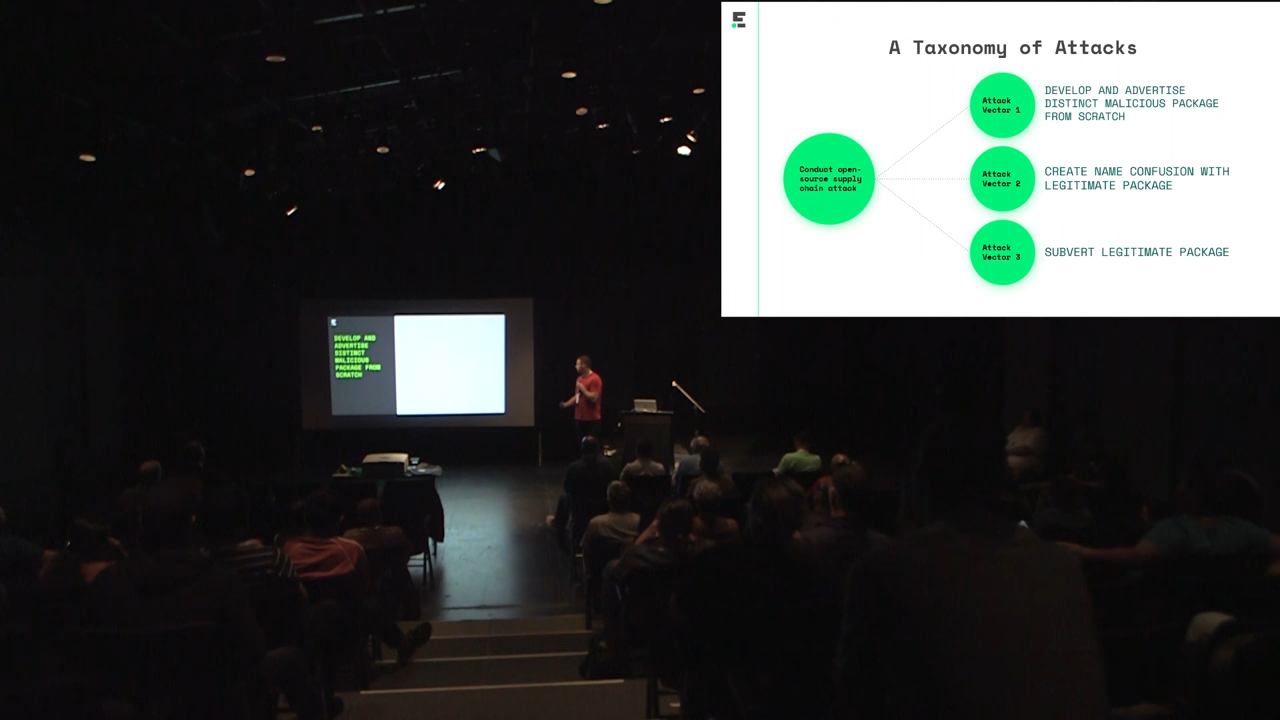 A Taxonomy of Attacks
Conduct open-
source supply
chain attack
Attack
Vector 1
DEVELOP AND ADVERTISE
DISTINCT MALICIOUS PACKAGE
FROM SCRATCH
Attack
Vector 2
CREATE NAME CONFUSION WITH
LEGITIMATE PACKAGE
Attack
Vector 3
SUBVERT LEGITIMATE PACKAGE
DEVELOP AND
ADVERTISE
DISTINCT
MALICIOUS
PACKAGE FROM
SCRATCH